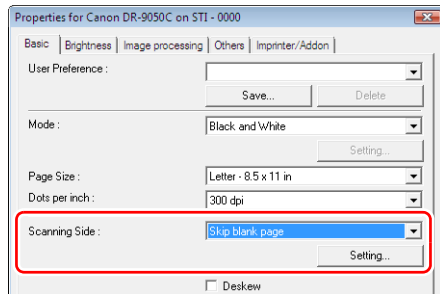 Properties for Canon DR-9050C on STI - 0000
Basic Brightness Image processing Others Imprinter/Addon
User Preference :
Save... Delete
Mode : Black and White
Setting...
Page Size : Letter - 8.5 x 11 in
Dots per inch : 300 dpi
Scanning Side : Skip blank page
Setting...
Deskew